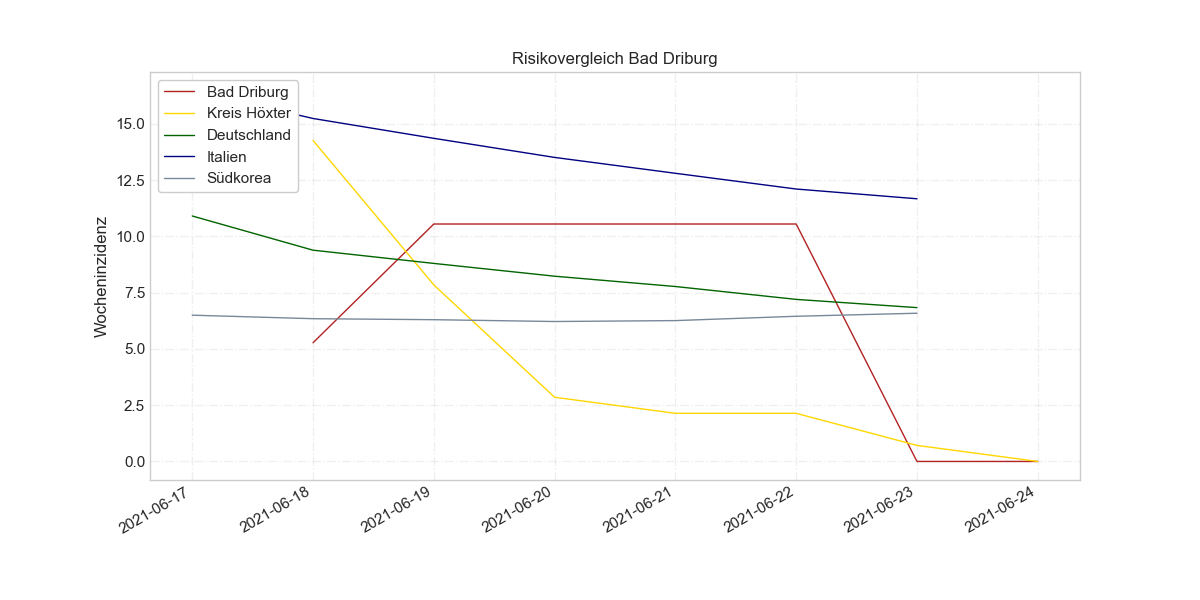 Risikovergleich Bad Driburg
Bad Driburg
Kreis Höxter
Deutschland
Italien
Südkorea
Wocheninzidenz
15.0
12.5
10.0
7.5
5.0
2.5
0.0
2021-06-17
2021-06-18
2021-06-19
2021-06-20
2021-06-21
2021-06-22
2021-06-23
2021-06-24